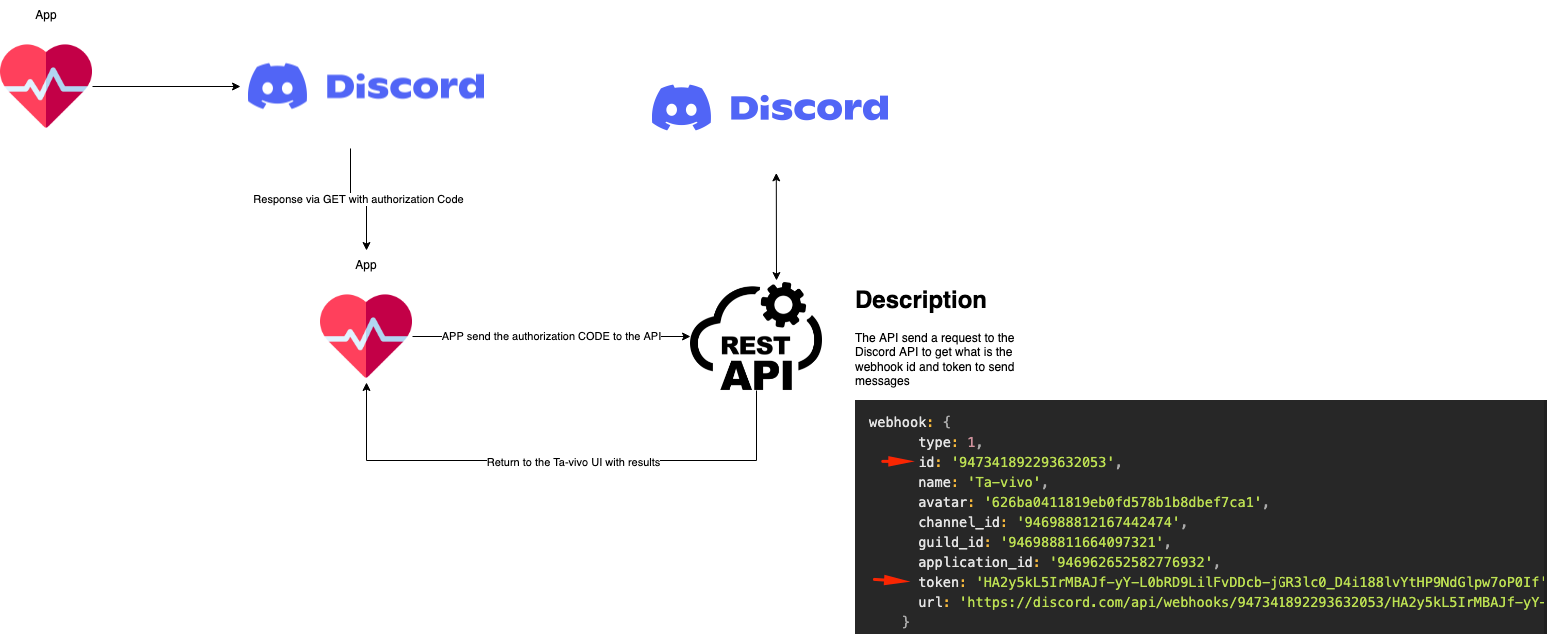 App
Discord
Discord
Response via GET with authorization Code
App
APP send the authorization CODE to the API
REST
API
Return to the Ta-vivo UI with results
Description
The API send a request to the
Discord API to get what is the
webhook id and token to send
messages
webhook: {
type: 1,
id: '947341892293632053',
name: 'Ta-vivo',
avatar: '626ba0411819eb0fd578b1b8dbef7ca1',
channel_id: '946988812167442474',
guild_id: '946988811664097321',
application_id: '946962652582776932',
token: 'HA2y5kL5IrMBAJf-yY-L0bRD9LilFvDDcb-jGR3lc0_D4i188lvYtHP9NdGlpw7oP0If'
url: 'https://discord.com/api/webhooks/947341892293632053/HA2y5kL5IrMBAJf-yY-
}